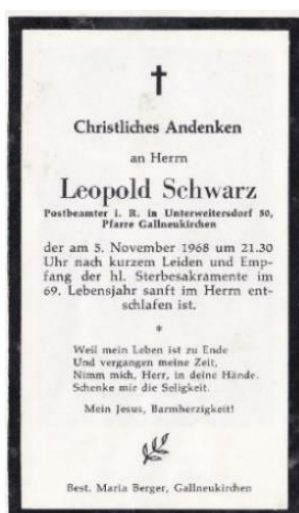 Christliches Andenken
an Herrn
Leopold Schwarz
Postbeamter i. R. in Unterweitersdorf 50,
Pfarre Gallneukirchen
der am 5. November 1968 um 21.30
Uhr nach kurzem Leiden und Emp-
fang der hl. Sterbesakramente im
69. Lebensjahr sanft im Herrn ent-
schlafen ist.
*
Weil mein Leben ist zu Ende
Und vergangen meine Zeit,
Nimm mich, Herr, in deine Hände.
Schenke mir die Seligkeit.
Mein Jesus, Barmherzigkeit!
Best. Maria Berger, Gallneukirchen